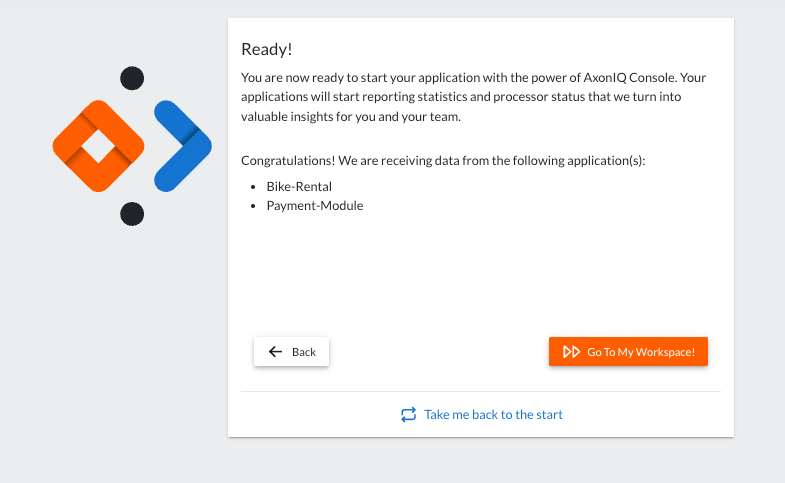 Ready!
You are now ready to start your application with the power of AxonIQ Console. Your
applications will start reporting statistics and processor status that we turn into
valuable insights for you and your team.
Congratulations! We are receiving data from the following application(s):
• Bike-Rental
• Payment-Module
Back
Go To My Workspace!
Take me back to the start